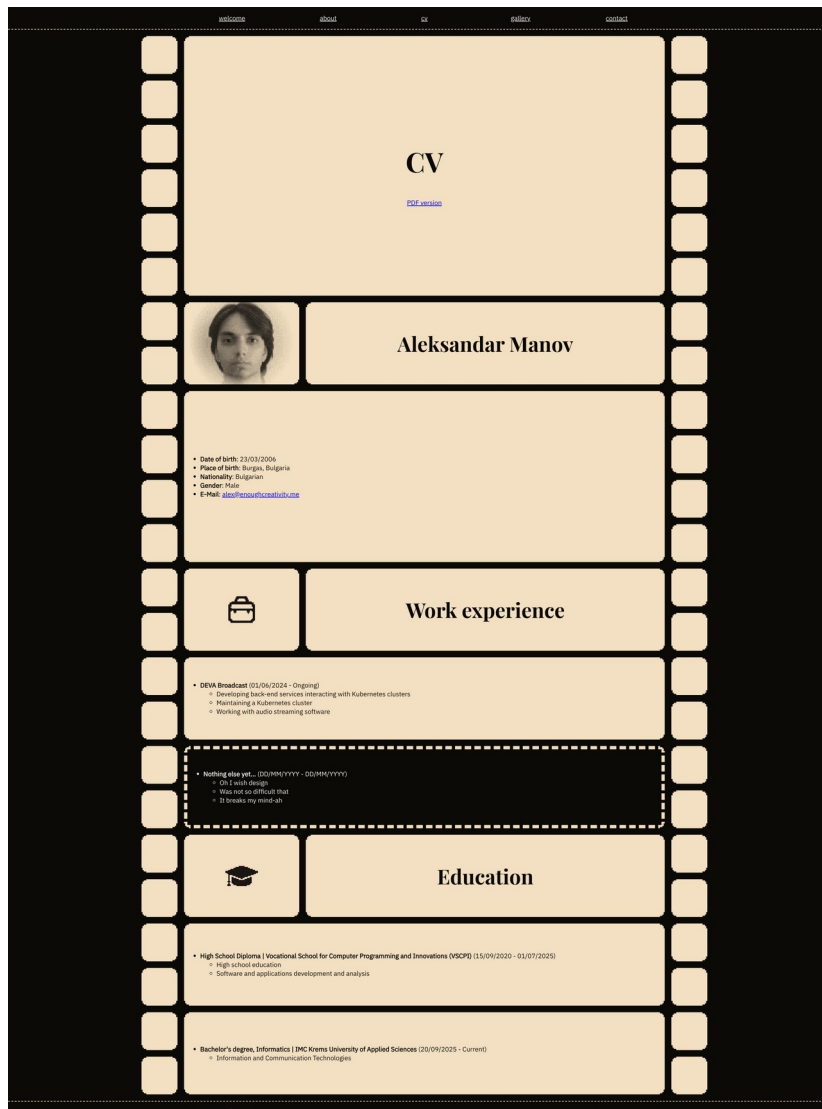 welcome about cv gallery contact
CV
PDF version
Aleksandar Manov
• Date of birth: 23/03/2006
• Place of birth: Burgas, Bulgaria
• Nationality: Bulgarian
• Gender: Male
• E-Mail: alex@enoughcreativity.me
Work experience
• DEVA Broadcast (01/06/2024 - Ongoing)
◦ Developing back-end services interacting with Kubernetes clusters
◦ Maintaining a Kubernetes cluster
◦ Working with audio streaming software
• Nothing else yet... (DD/MM/YYYY - DD/MM/YYYY)
◦ Oh I wish design
◦ Was not so difficult that
◦ It breaks my mind-ah
Education
• High School Diploma | Vocational School for Computer Programming and Innovations (VSCPI) (15/09/2020 - 01/07/2025)
◦ High school education
◦ Software and applications development and analysis
• Bachelor's degree, Informatics | IMC Krems University of Applied Sciences (20/09/2025 - Current)
◦ Information and Communication Technologies